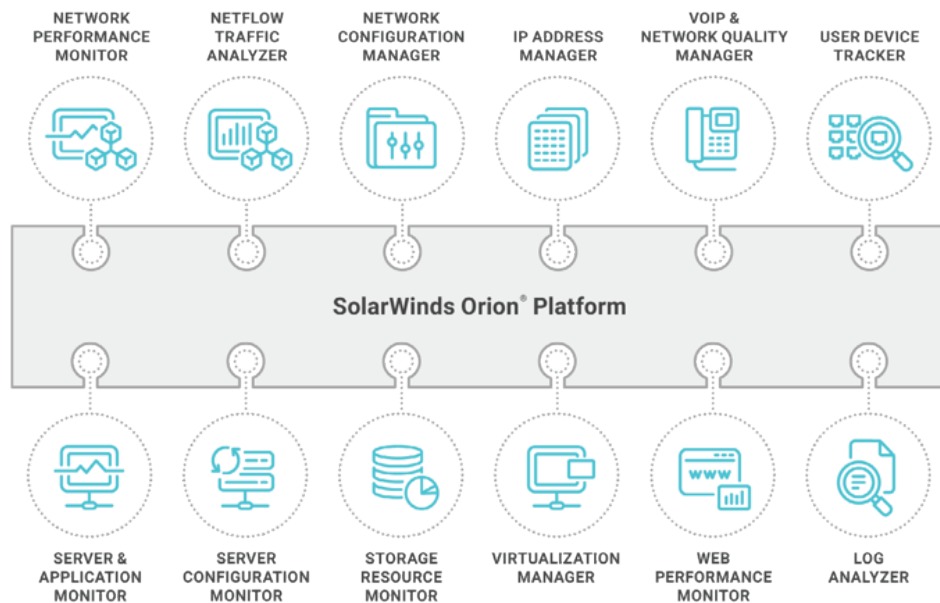 NETWORK
PERFORMANCE
MONITOR
NETFLOW
TRAFFIC
ANALYZER
NETWORK
CONFIGURATION
MANAGER
IP ADDRESS
MANAGER
VOIP &
NETWORK QUALITY
MANAGER
USER DEVICE
TRACKER
SolarWinds Orion® Platform
WWW
SERVER &
APPLICATION
MONITOR
SERVER
CONFIGURATION
MONITOR
STORAGE
RESOURCE
MONITOR
VIRTUALIZATION
MANAGER
WEB
PERFORMANCE
MONITOR
LOG
ANALYZER